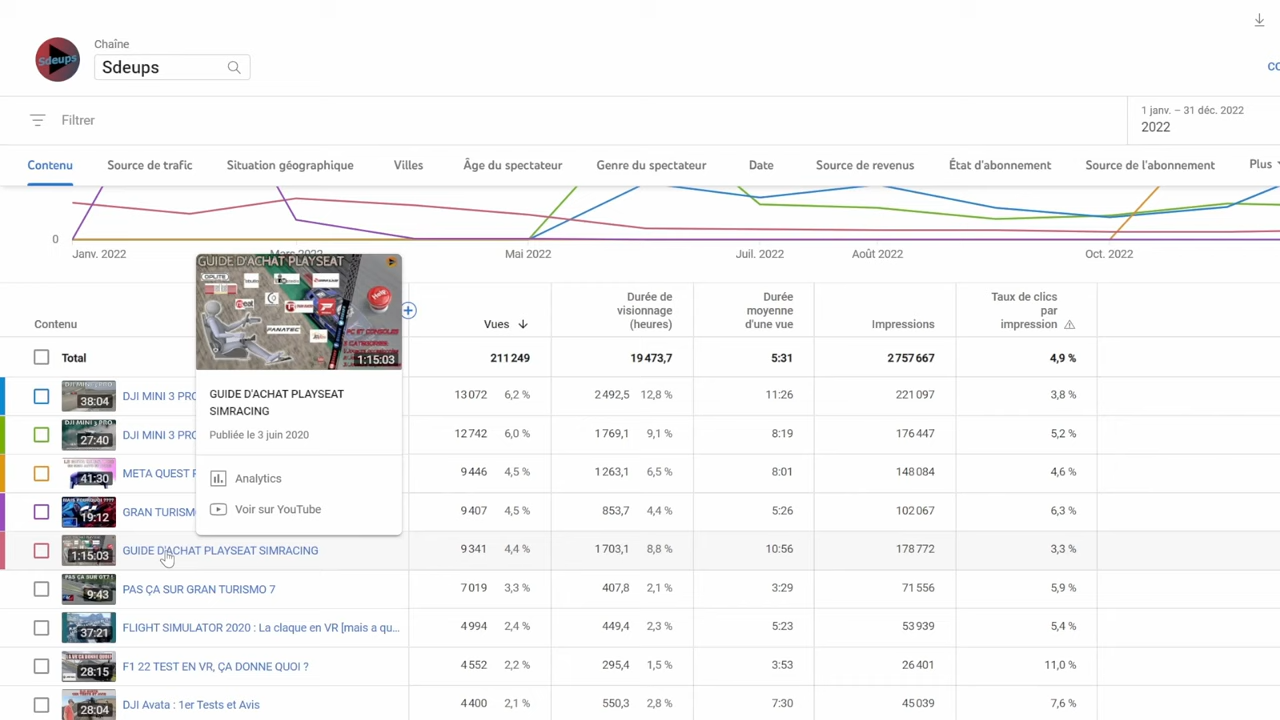 Chaîne
Sdeups
Sdeups
Filtrer
1 janv. – 31 déc. 2022
2022
Contenu Source de trafic Situation géographique Villes Âge du spectateur Genre du spectateur Date Source de revenus État d'abonnement Source de l'abonnement Plus
0
Janv. 2022 Mars 2022 Mai 2022 Juil. 2022 Août 2022 Oct. 2022
GUIDE D'ACHAT PLAYSEAT
Help
FANATEC
PC ET CONSOLES
1:15:03
GUIDE D'ACHAT PLAYSEAT
SIMRACING
Publiée le 3 juin 2020
Analytics
Voir sur YouTube
Contenu Vues Durée de visionnage (heures) Durée moyenne d'une vue Impressions Taux de clics par impression
Total 211 249 19 473,7 5:31 2 757 667 4,9 %
38:04 DJI MINI 3 PRO 13 072 6,2 % 2 492,5 12,8 % 11:26 221 097 3,8 %
27:40 DJI MINI 3 PRO 12 742 6,0 % 1 769,1 9,1 % 8:19 176 447 5,2 %
41:30 META QUEST P 9 446 4,5 % 1 263,1 6,5 % 8:01 148 084 4,6 %
19:12 GRAN TURISM 9 407 4,5 % 853,7 4,4 % 5:26 102 067 6,3 %
1:15:03 GUIDE D'ACHAT PLAYSEAT SIMRACING 9 341 4,4 % 1 703,1 8,8 % 10:56 178 772 3,3 %
9:43 PAS ÇA SUR GRAN TURISMO 7 7 019 3,3 % 407,8 2,1 % 3:29 71 556 5,9 %
37:21 FLIGHT SIMULATOR 2020 : La claque en VR [mais a qu... 4 994 2,4 % 449,4 2,3 % 5:23 53 939 5,4 %
28:15 F1 22 TEST EN VR, ÇA DONNE QUOI ? 4 552 2,2 % 295,4 1,5 % 3:53 26 401 11,0 %
28:04 DJI Avata : 1er Tests et Avis 4 400 2,1 % 550,3 2,8 % 7:30 45 039 7,6 %